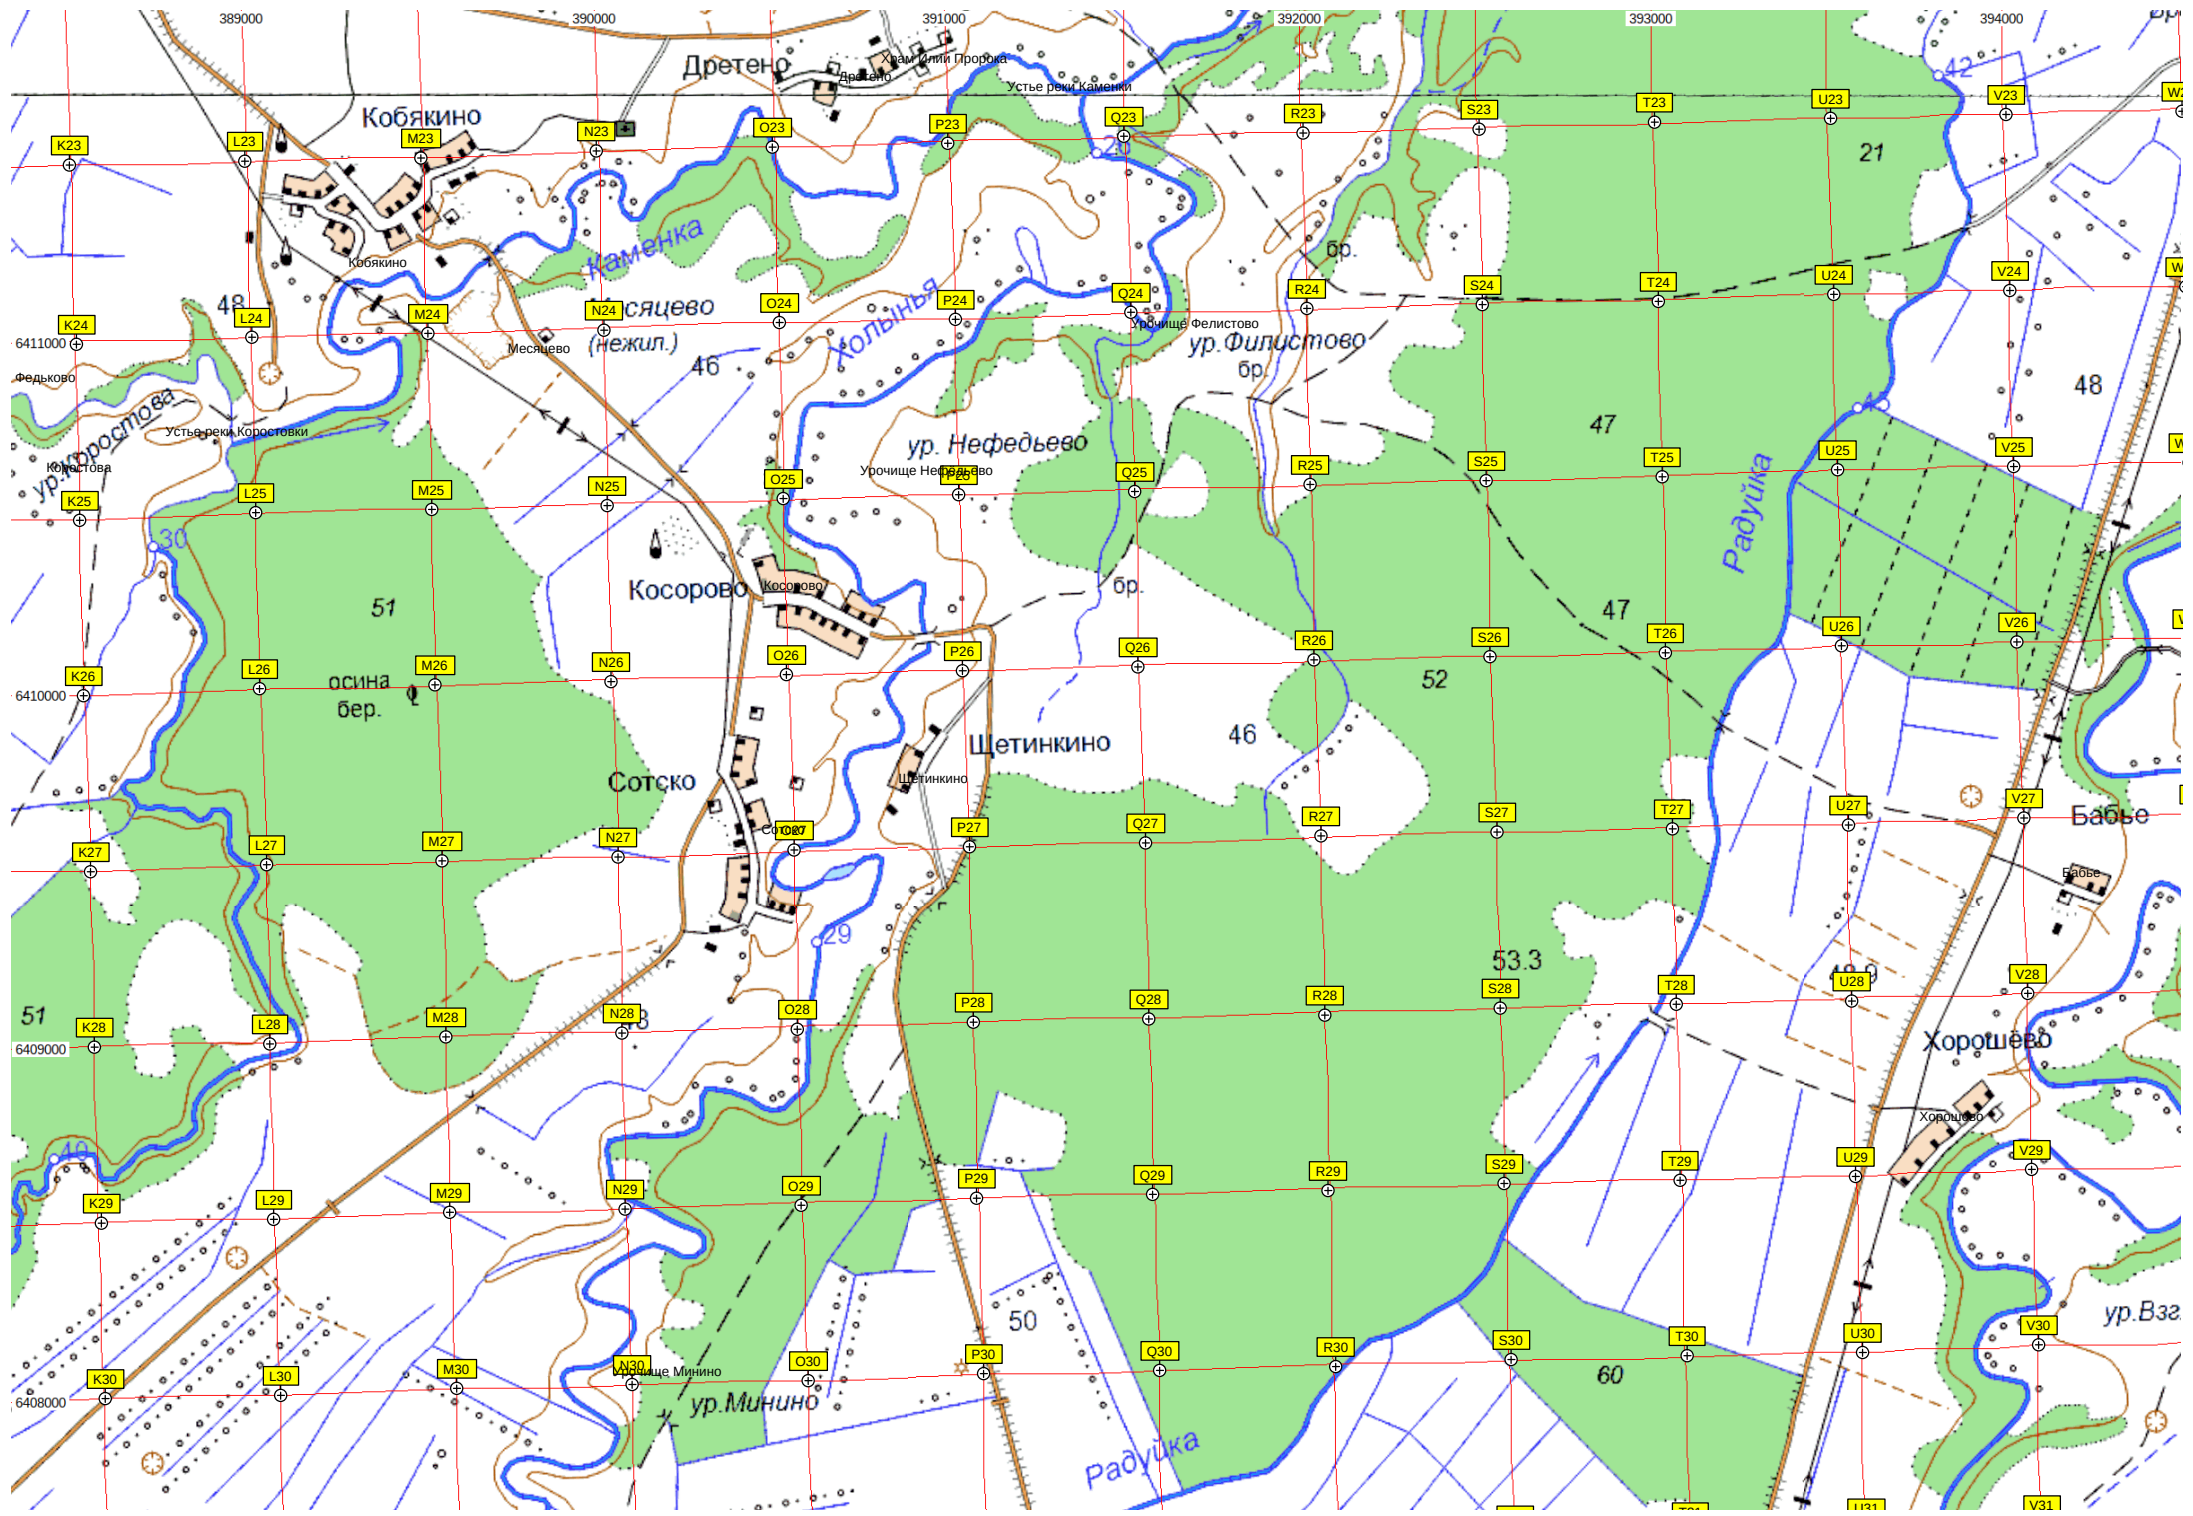 389000 390000 391000 392000 393000 394000
42
Дретено
Храм Илии Пророка
Дретено
Устье реки Каменки
Кобякино
K23 L23 M23 N23 O23 P23 Q23 R23 S23 T23 U23 V23
26
21
Каменка
бр.
Кобякино
48
Холынья
K24 L24 M24 N24 O24 P24 Q24 R24 S24 T24 U24 V24
(нежил.)
Урочище Фелистово
ур.Филистово
6411000
Месяцево
46
бр.
48
Федьково
ур.Коростова
Устье реки Коростовки
47
ур. Нефедьево
Коростова
Урочище Нефедьево
K25 L25 M25 N25 O25 Q25 R25 S25 T25 U25 V25
Радуйка
30
Косорово
Косорово
бр.
51
47
K26 L26 M26 N26 O26 P26 Q26 R26 S26 T26 U26 V26
6410000
осина
бер.
52
46
Щетинкино
Сотско
Щетинкино
Бабье
K27 L27 M27 N27 O27 P27 Q27 R27 S27 T27 U27 V27
Бабье
29
53.3
51
K28 L28 M28 N28 O28 P28 Q28 R28 S28 T28 U28 V28
6409000
Хорошёво
Хорошёво
40
K29 L29 M29 N29 O29 P29 Q29 R29 S29 T29 U29 V29
50
K30 L30 M30 N30 O30 P30 Q30 R30 S30 T30 U30 V30
Урочище Минино
60
6408000
ур.Минино
Радуйка
U31 V31